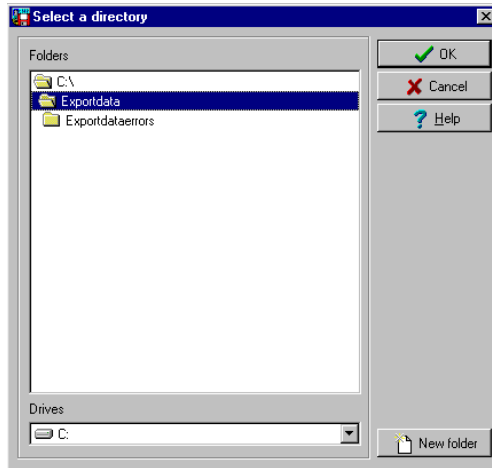 Select a directory
Folders
C:\
Exportdata
Exportdataerrors
Drives
C:
OK
Cancel
Help
New folder